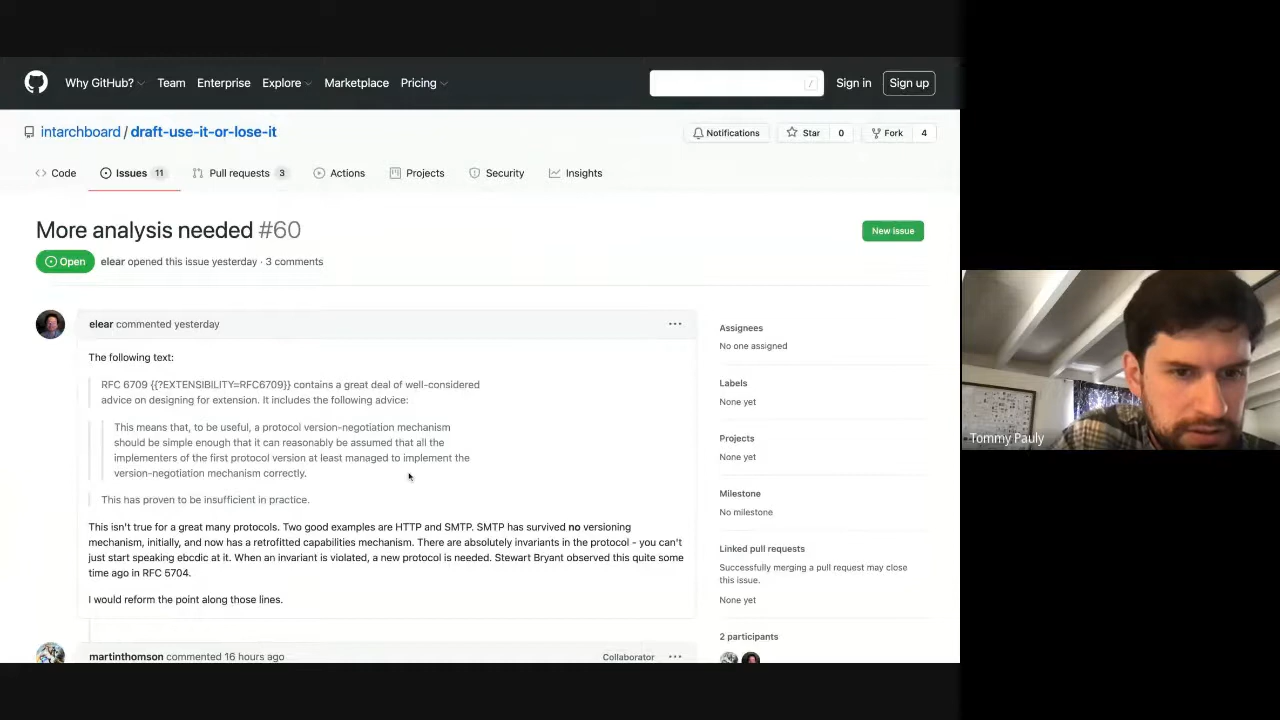 Why GitHub? Team Enterprise Explore Marketplace Pricing / Sign in Sign up
intarchboard / draft-use-it-or-lose-it Notifications Star 0 Fork 4
Code Issues 11 Pull requests 3 Actions Projects Security Insights
More analysis needed #60 New issue
Open elear opened this issue yesterday · 3 comments
elear commented yesterday
The following text:
RFC 6709 {{?EXTENSIBILITY=RFC6709}} contains a great deal of well-considered
advice on designing for extension. It includes the following advice:
This means that, to be useful, a protocol version-negotiation mechanism
should be simple enough that it can reasonably be assumed that all the
implementers of the first protocol version at least managed to implement the
version-negotiation mechanism correctly.
This has proven to be insufficient in practice.
This isn't true for a great many protocols. Two good examples are HTTP and SMTP. SMTP has survived no versioning
mechanism, initially, and now has a retrofitted capabilities mechanism. There are absolutely invariants in the protocol - you can't
just start speaking ebcdic at it. When an invariant is violated, a new protocol is needed. Stewart Bryant observed this quite some
time ago in RFC 5704.
I would reform the point along those lines.
martinthomson commented 16 hours ago Collaborator
Assignees
No one assigned
Labels
None yet
Projects
None yet
Milestone
No milestone
Linked pull requests
Successfully merging a pull request may close
this issue.
None yet
2 participants
Tommy Pauly